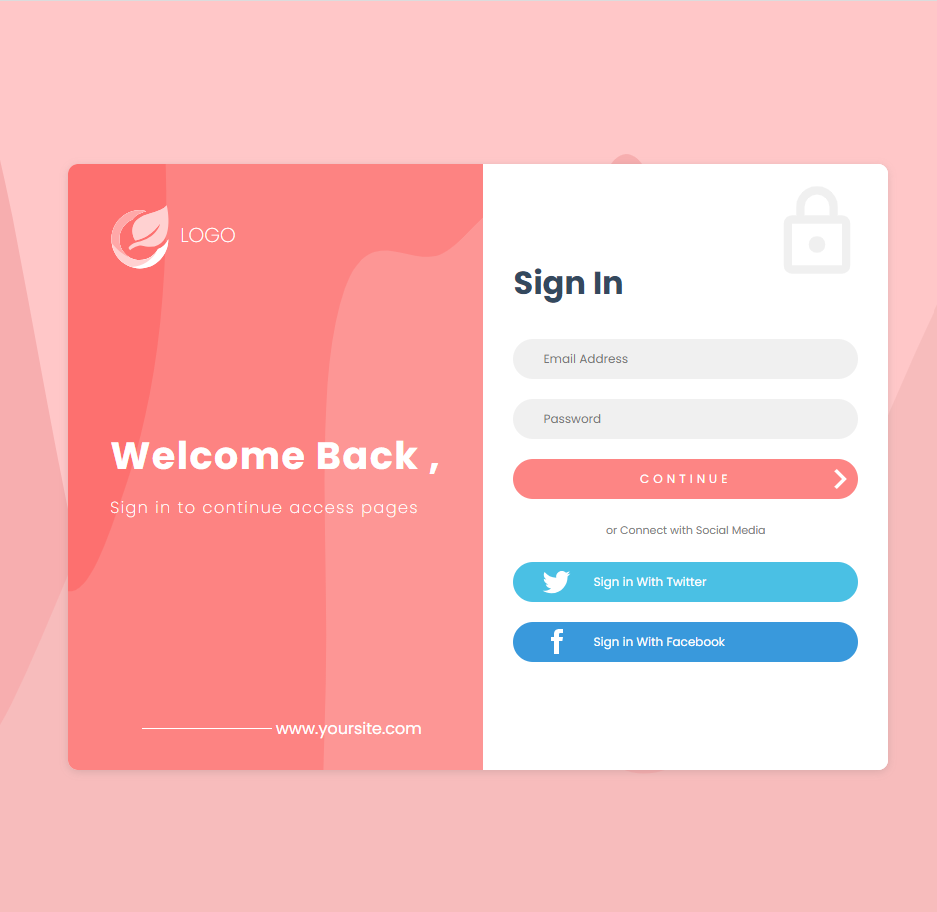 LOGO
Welcome Back ,
Sign in to continue access pages
www.yoursite.com
Sign In
Email Address
Password
CONTINUE
or Connect with Social Media
Sign in With Twitter
Sign in With Facebook